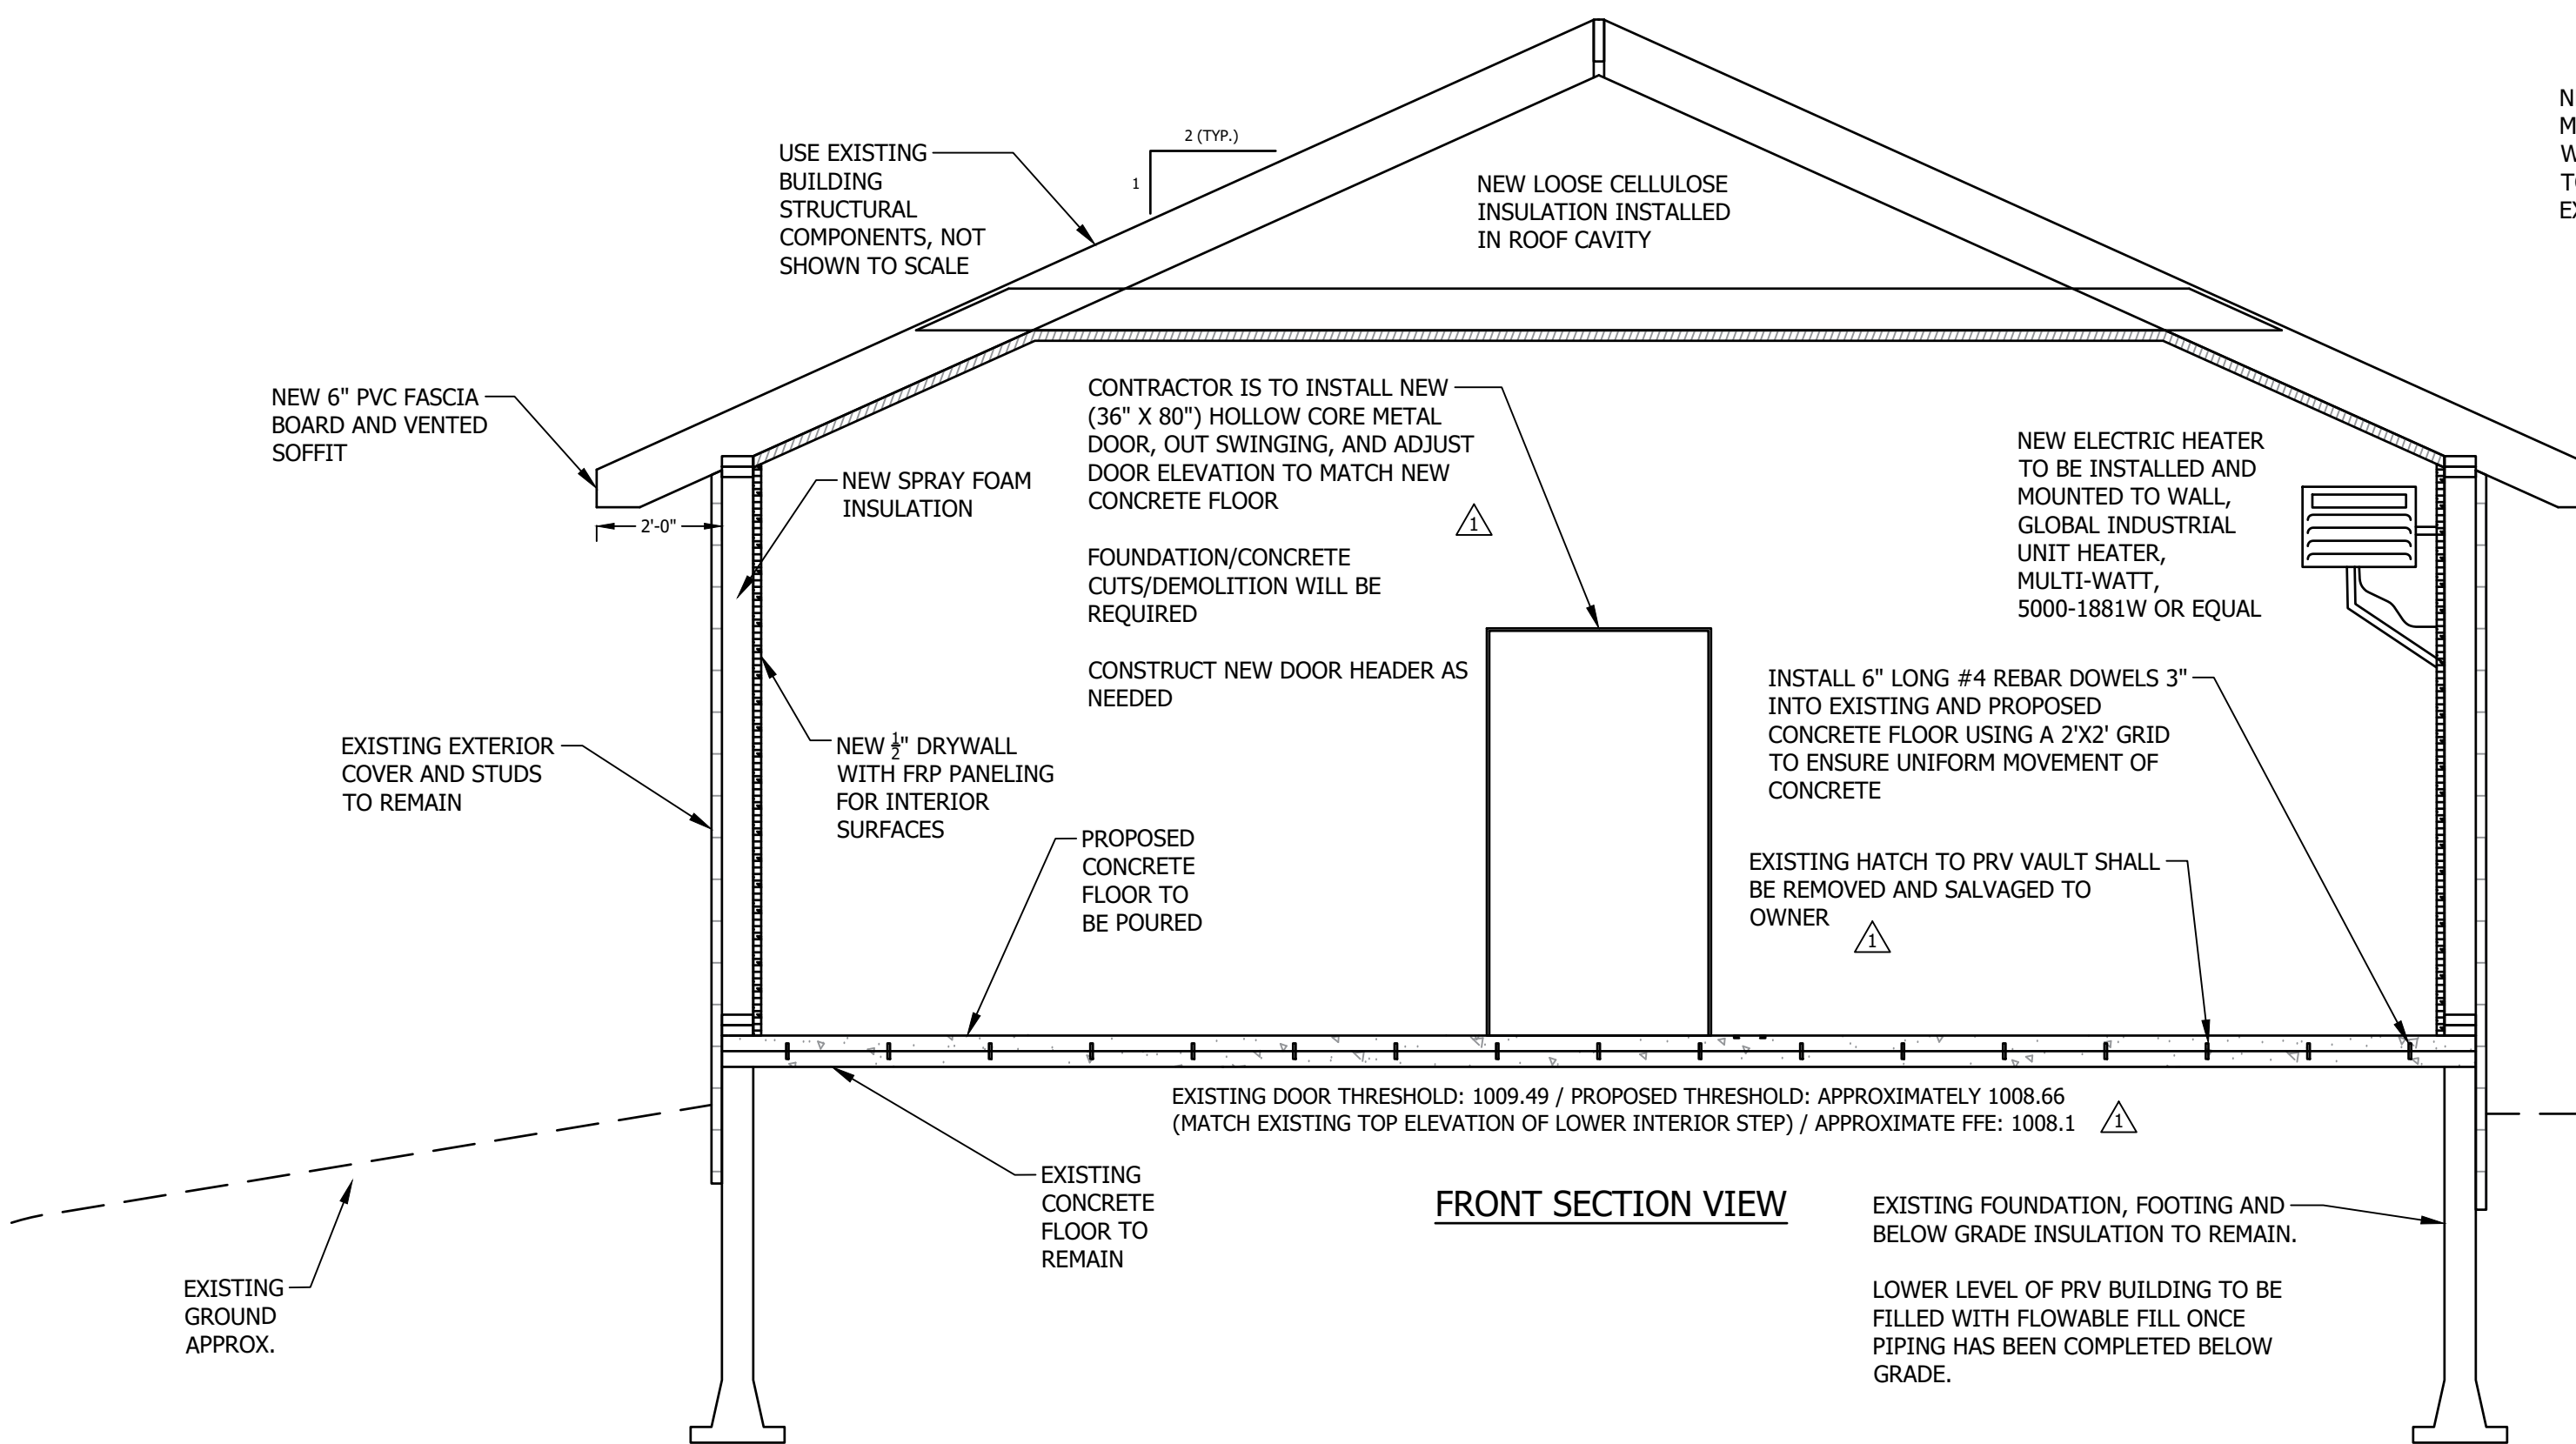 USE EXISTING
BUILDING
STRUCTURAL
COMPONENTS, NOT
SHOWN TO SCALE
2 (TYP.)
1
NEW LOOSE CELLULOSE
INSULATION INSTALLED
IN ROOF CAVITY
NEW 6" PVC FASCIA
BOARD AND VENTED
SOFFIT
2'-0"
NEW SPRAY FOAM
INSULATION
CONTRACTOR IS TO INSTALL NEW
(36" X 80") HOLLOW CORE METAL
DOOR, OUT SWINGING, AND ADJUST
DOOR ELEVATION TO MATCH NEW
CONCRETE FLOOR
1
FOUNDATION/CONCRETE
CUTS/DEMOLITION WILL BE
REQUIRED
CONSTRUCT NEW DOOR HEADER AS
NEEDED
NEW ELECTRIC HEATER
TO BE INSTALLED AND
MOUNTED TO WALL,
GLOBAL INDUSTRIAL
UNIT HEATER,
MULTI-WATT,
5000-1881W OR EQUAL
INSTALL 6" LONG #4 REBAR DOWELS 3"
INTO EXISTING AND PROPOSED
CONCRETE FLOOR USING A 2'X2' GRID
TO ENSURE UNIFORM MOVEMENT OF
CONCRETE
EXISTING EXTERIOR
COVER AND STUDS
TO REMAIN
NEW 1/2" DRYWALL
WITH FRP PANELING
FOR INTERIOR
SURFACES
PROPOSED
CONCRETE
FLOOR TO
BE POURED
EXISTING HATCH TO PRV VAULT SHALL
BE REMOVED AND SALVAGED TO
OWNER
1
EXISTING DOOR THRESHOLD: 1009.49 / PROPOSED THRESHOLD: APPROXIMATELY 1008.66
(MATCH EXISTING TOP ELEVATION OF LOWER INTERIOR STEP) / APPROXIMATE FFE: 1008.1
1
EXISTING
CONCRETE
FLOOR TO
REMAIN
FRONT SECTION VIEW
EXISTING FOUNDATION, FOOTING AND
BELOW GRADE INSULATION TO REMAIN.
LOWER LEVEL OF PRV BUILDING TO BE
FILLED WITH FLOWABLE FILL ONCE
PIPING HAS BEEN COMPLETED BELOW
GRADE.
EXISTING
GROUND
APPROX.